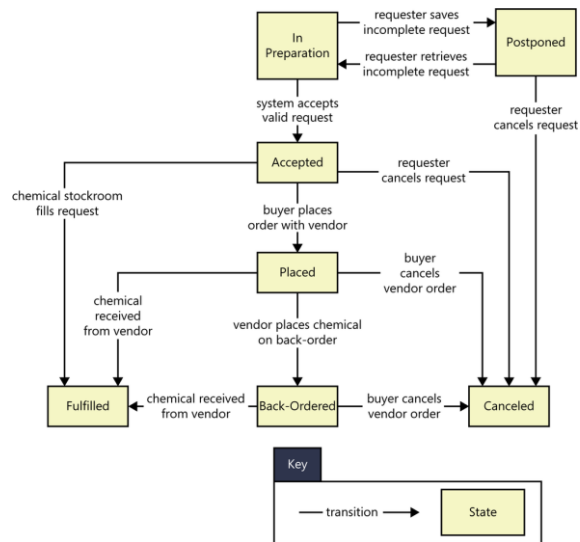 requester saves
incomplete request
In
Preparation
Postponed
requester retrieves
incomplete request
system accepts
valid request
requester
cancels request
Accepted
requester
cancels request
chemical stockroom
fills request
buyer places
order with vendor
Placed
buyer
cancels
vendor order
chemical
received
from vendor
vendor places chemical
on back-order
Fulfilled
chemical received
from vendor
Back-Ordered
buyer cancels
vendor order
Canceled
Key
transition
State